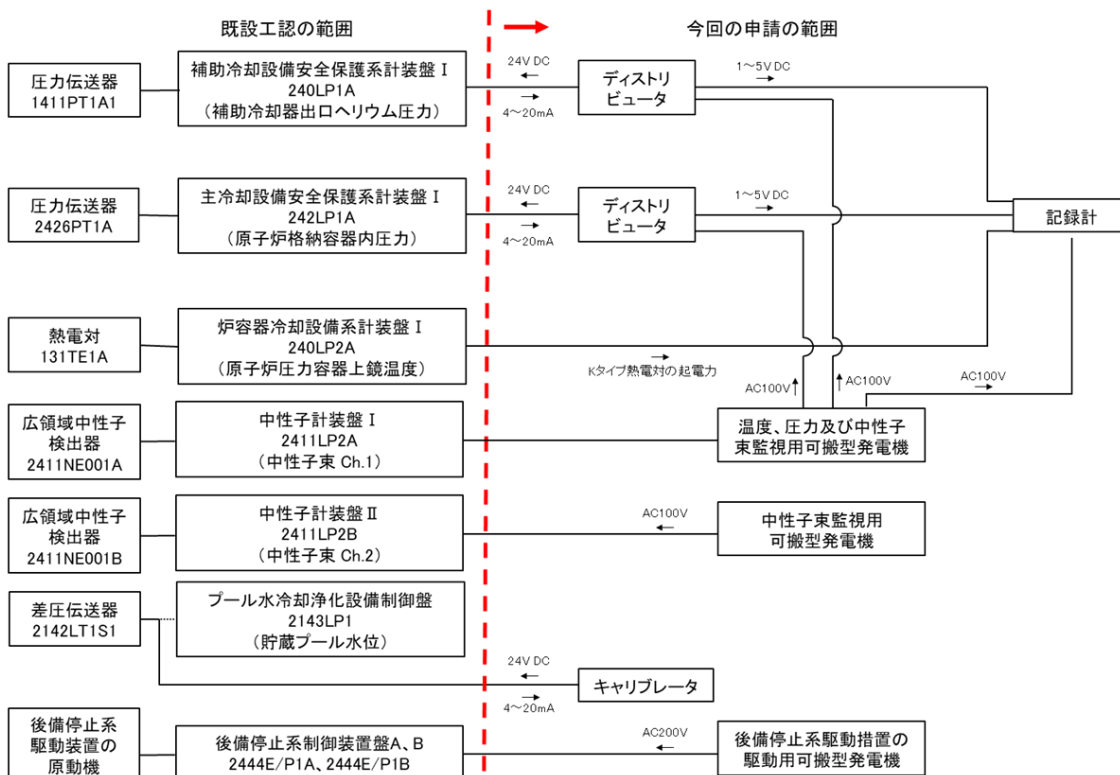 既設工認の範囲
今回の申請の範囲
圧力伝送器
1411PT1A1
補助冷却設備安全保護系計装盤Ⅰ
240LP1A
(補助冷却器出口ヘリウム圧力)
24V DC
4～20mA
ディストリ
ビュータ
1～5V DC
圧力伝送器
2426PT1A
主冷却設備安全保護系計装盤Ⅰ
242LP1A
(原子炉格納容器内圧力)
24V DC
4～20mA
ディストリ
ビュータ
1～5V DC
記録計
熱電対
131TE1A
炉容器冷却設備系計装盤Ⅰ
240LP2A
(原子炉圧力容器上鏡温度)
Kタイプ熱電対の起電力
AC100V
AC100V
AC100V
広領域中性子
検出器
2411NE001A
中性子計装盤Ⅰ
2411LP2A
(中性子束 Ch.1)
温度、圧力及び中性子
束監視用可搬型発電機
広領域中性子
検出器
2411NE001B
中性子計装盤Ⅱ
2411LP2B
(中性子束 Ch.2)
AC100V
中性子束監視用
可搬型発電機
差圧伝送器
2142LT1S1
プール水冷却浄化設備制御盤
2143LP1
(貯蔵プール水位)
24V DC
4～20mA
キャリブレータ
後備停止系
駆動装置の
原動機
後備停止系制御装置盤A、B
2444E/P1A、2444E/P1B
AC200V
後備停止系駆動措置の
駆動用可搬型発電機